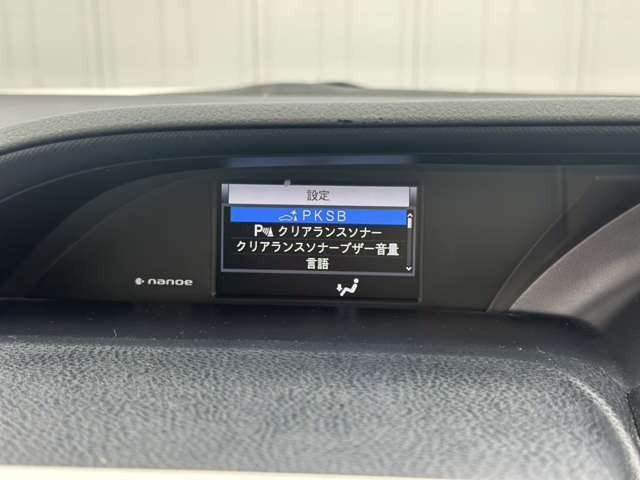 設定
PKSB
P クリアランスソナー
クリアランスソナーブザー音量
言語
nanoe